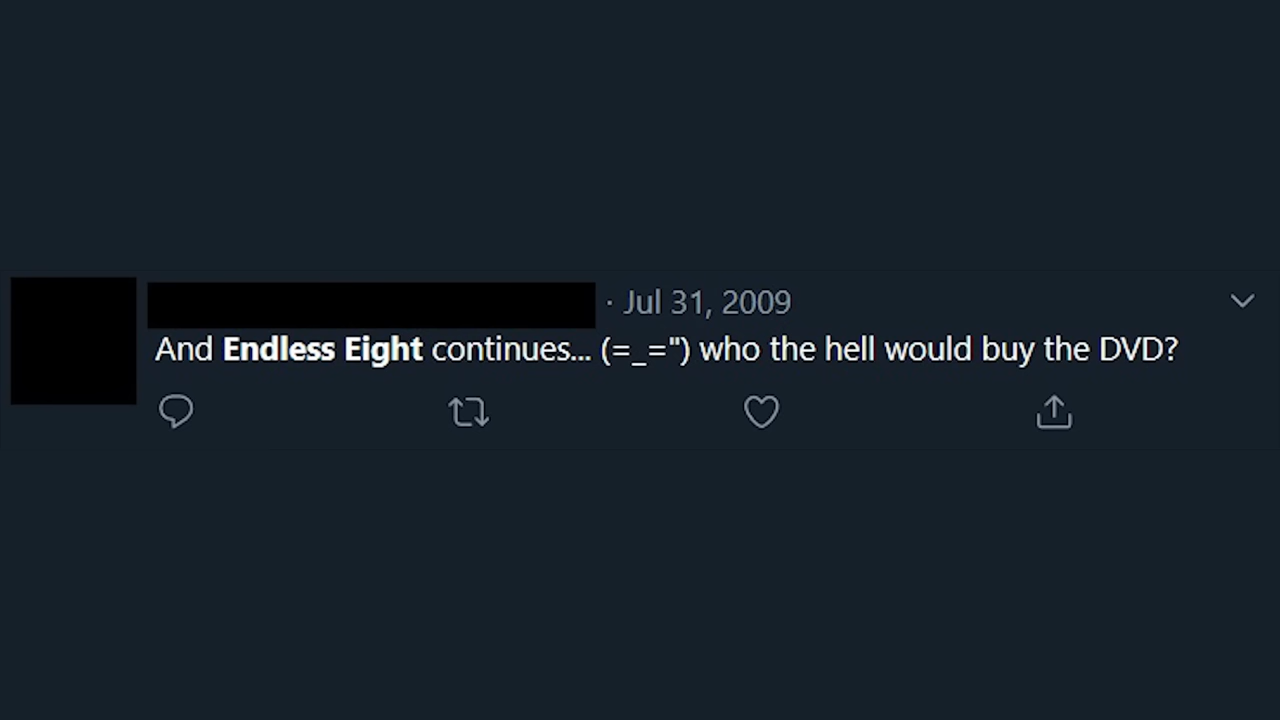 · Jul 31, 2009
And Endless Eight continues... (=_=") who the hell would buy the DVD?